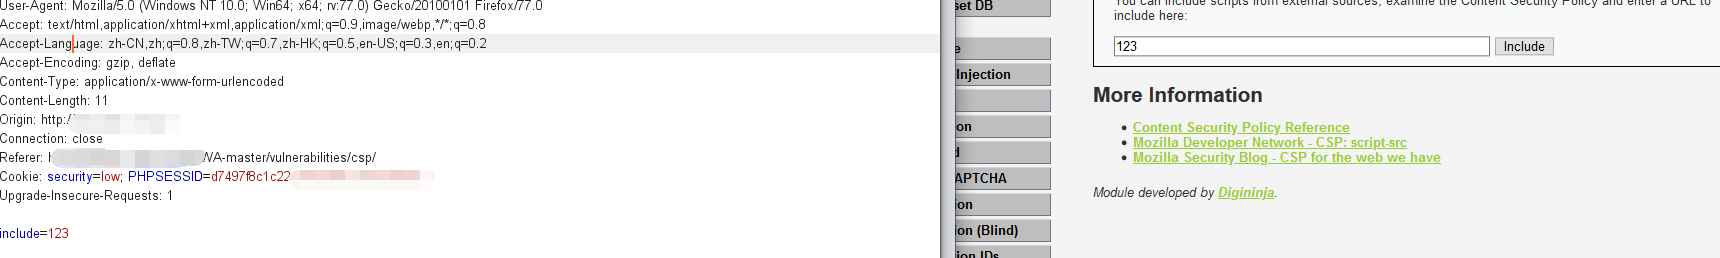 User-Agent: Mozilla/5.0 (Windows NT 10.0; Win64; x64; rv:77.0) Gecko/20100101 Firefox/77.0
Accept: text/html,application/xhtml+xml,application/xml;q=0.9,image/webp,*/*;q=0.8
Accept-Language: zh-CN,zh;q=0.8,zh-TW;q=0.7,zh-HK;q=0.5,en-US;q=0.3,en;q=0.2
Accept-Encoding: gzip, deflate
Content-Type: application/x-www-form-urlencoded
Content-Length: 11
Origin: http:/
Connection: close
Referer: h /VA-master/vulnerabilities/csp/
Cookie: security=low; PHPSESSID=d7497f8c1c22
Upgrade-Insecure-Requests: 1
include=123
set DB
e
Injection
on
d
APTCHA
ion
ion (Blind)
ion IDs
You can include scripts from external sources, examine the Content Security Policy and enter a URL to
include here:
123
Include
More Information
• Content Security Policy Reference
• Mozilla Developer Network - CSP: script-src
• Mozilla Security Blog - CSP for the web we have
Module developed by Digininja.